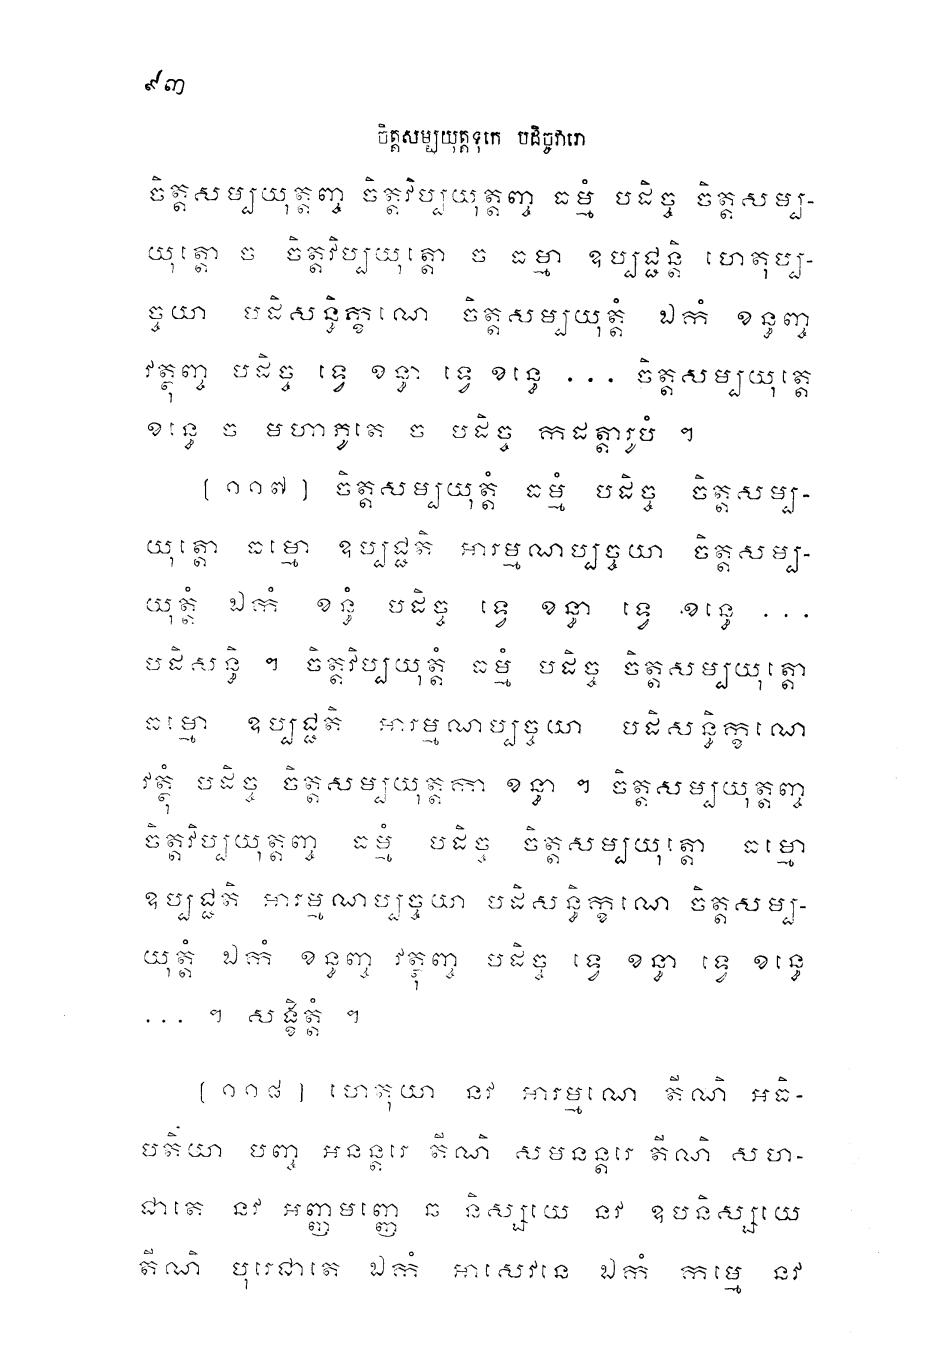 ៩៣
ចិត្តសម្បយុត្តទុកេ បដិច្ចវារោ
ចិត្តសម្បយុត្តញ្ច ចិត្តវិប្បយុត្តញ្ច ធម្មំ បដិច្ច ចិត្តសម្ប-
យុត្តោ ច ចិត្តវិប្បយុត្តោ ច ធម្មា ឧប្បជ្ជន្តិ ហេតុប្ប-
ច្ចយា បដិសន្ធិក្ខណេ ចិត្តសម្បយុត្តំ ឯកំ ខន្ធញ្ច
វត្ថុញ្ច បដិច្ច ទ្វេ ខន្ធា ទ្វេ ខន្ធេ ... ចិត្តសម្បយុត្តេ
ខន្ធេ ច មហាភូតេ ច បដិច្ច កដត្តារូបំ ។
(១១៧) ចិត្តសម្បយុត្តំ ធម្មំ បដិច្ច ចិត្តសម្ប-
យុត្តោ ធម្មោ ឧប្បជ្ជតិ អារម្មណប្បច្ចយា ចិត្តសម្ប-
យុត្តំ ឯកំ ខន្ធំ បដិច្ច ទ្វេ ខន្ធា ទ្វេ ខន្ធេ ...
បដិសន្ធិ ។ ចិត្តវិប្បយុត្តំ ធម្មំ បដិច្ច ចិត្តសម្បយុត្តោ
ធម្មោ ឧប្បជ្ជតិ អារម្មណប្បច្ចយា បដិសន្ធិក្ខណេ
វត្ថុំ បដិច្ច ចិត្តសម្បយុត្តកា ខន្ធា ។ ចិត្តសម្បយុត្តញ្ច
ចិត្តវិប្បយុត្តញ្ច ធម្មំ បដិច្ច ចិត្តសម្បយុត្តោ ធម្មោ
ឧប្បជ្ជតិ អារម្មណប្បច្ចយា បដិសន្ធិក្ខណេ ចិត្តសម្ប-
យុត្តំ ឯកំ ខន្ធញ្ច វត្ថុញ្ច បដិច្ច ទ្វេ ខន្ធា ទ្វេ ខន្ធេ
... ។ សង្ខិត្តំ ។
(១១៨) ហេតុយា នវ អារម្មណេ តីណិ អធិ-
បតិយា បញ្ច អនន្តរេ តីណិ សមនន្តរេ តីណិ សហ-
ជាតេ នវ អញ្ញមញ្ញេ ឆ និស្សយេ នវ ឧបនិស្សយេ
តីណិ បុរេជាតេ ឯកំ អាសេវនេ ឯកំ កម្មេ នវ